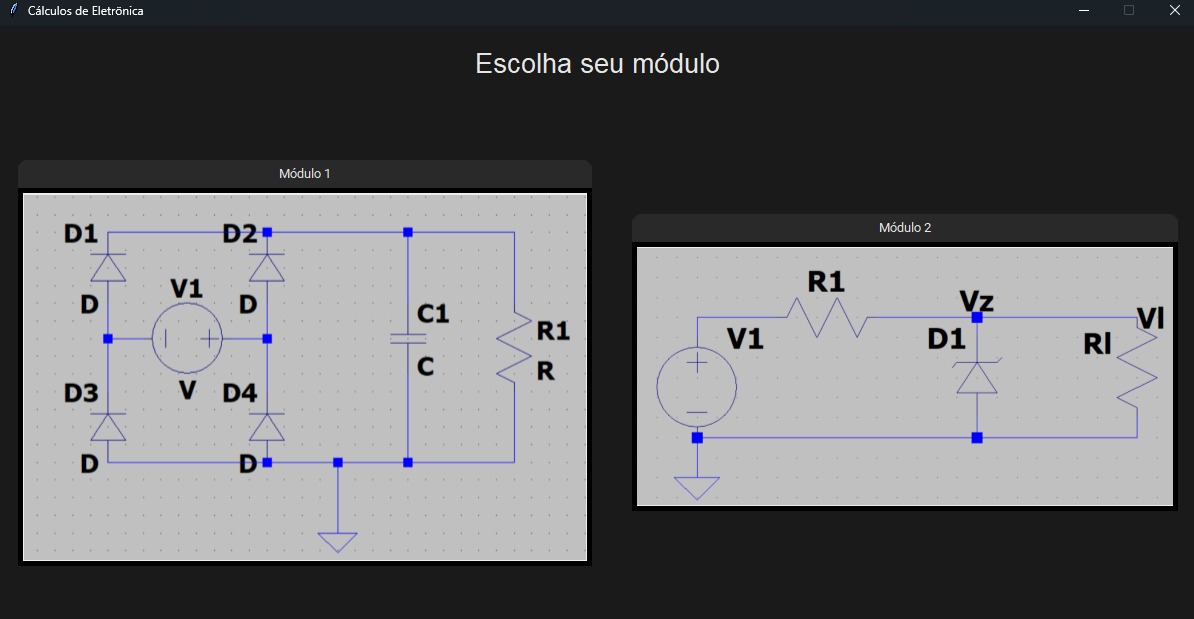 Cálculos de Eletrônica
Escolha seu módulo
Módulo 1
D1
D2
V1
D
D
C1
R1
C
R
V
D3
D4
D
D
Módulo 2
R1
Vz
Vl
V1
D1
Rl